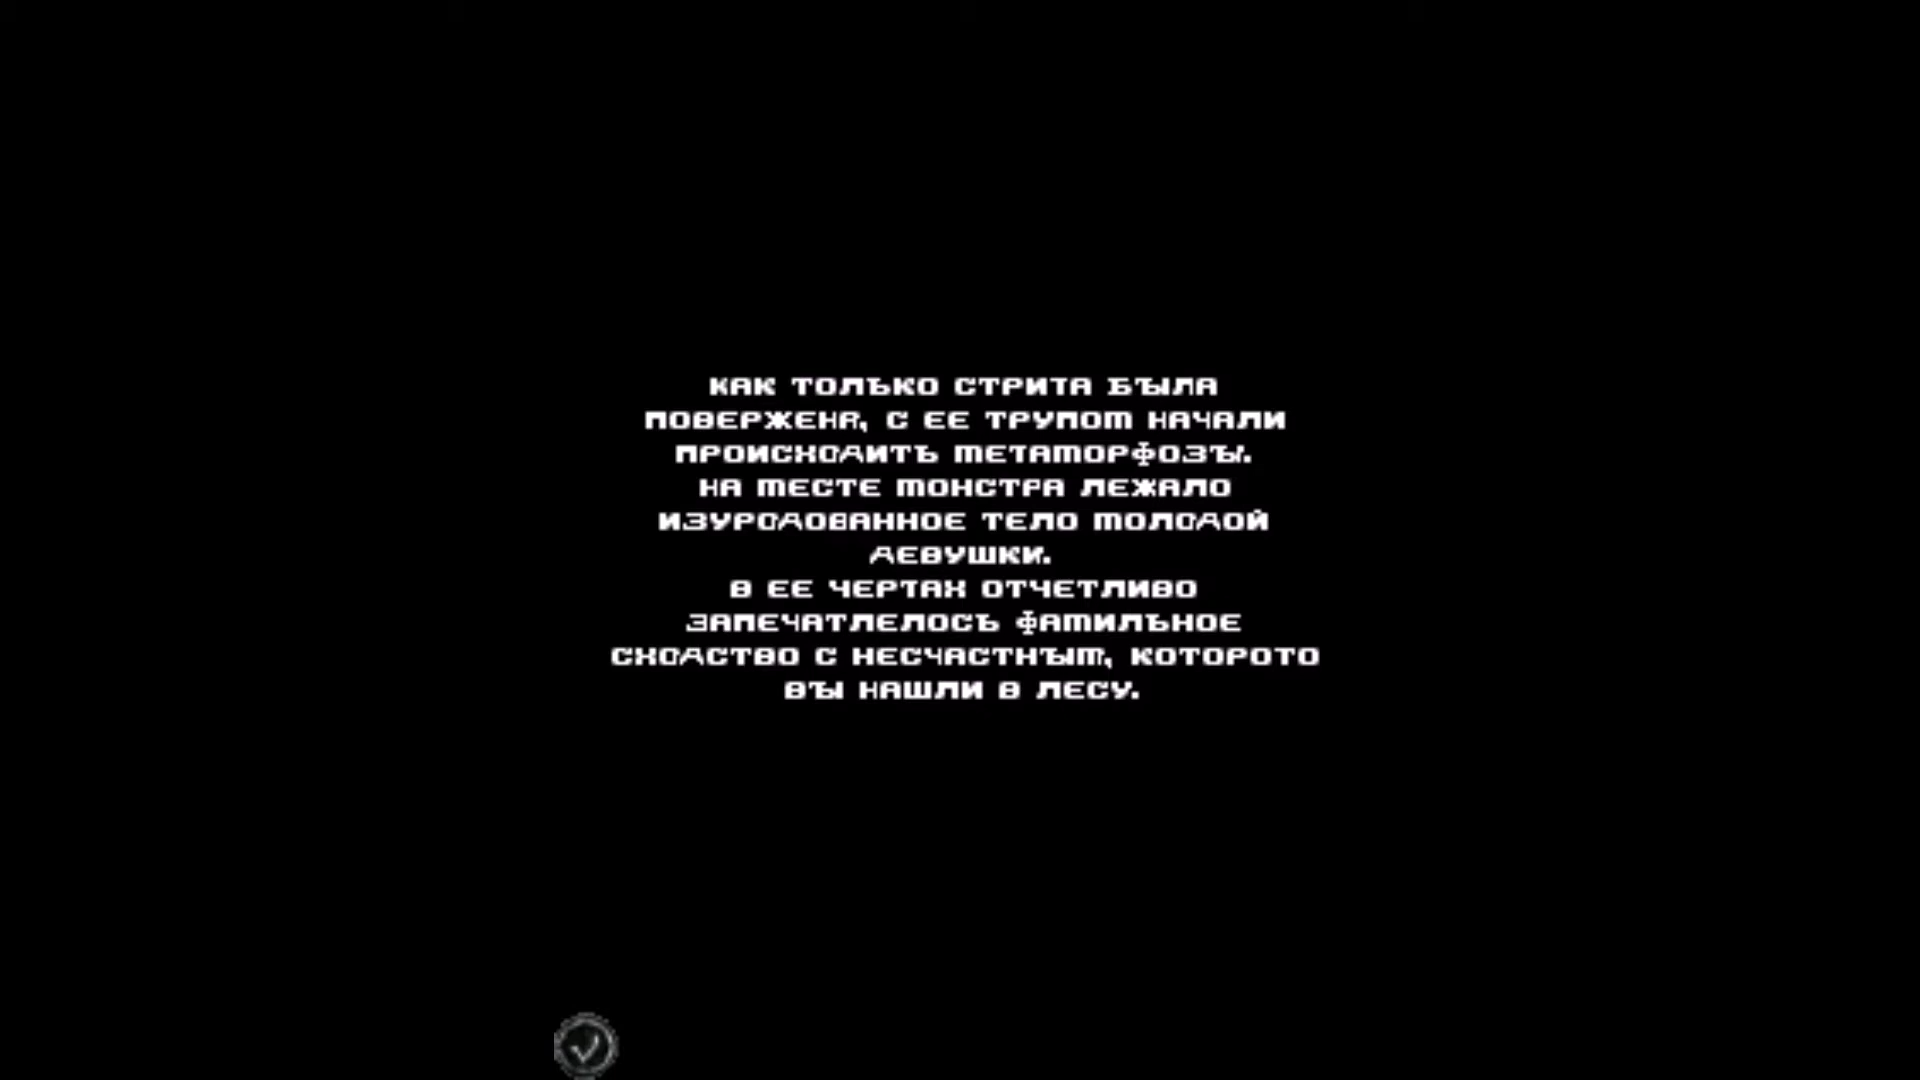 КАК ТОЛЬКО СТРИГА БЫЛА
ПОВЕРЖЕНА, С ЕЕ ТРУПОМ НАЧАЛИ
ПРОИСХОДИТЬ МЕТАМОРФОЗЫ.
НА МЕСТЕ МОНСТРА ЛЕЖАЛО
ИЗУРОДОВАННОЕ ТЕЛО МОЛОДОЙ
ДЕВУШКИ.
В ЕЕ ЧЕРТАХ ОТЧЕТЛИВО
ЗАПЕЧАТЛЕЛОСЬ ФАМИЛЬНОЕ
СХОДСТВО С НЕСЧАСТНЫМ, КОТОРОГО
ВЫ НАШЛИ В ЛЕСУ.